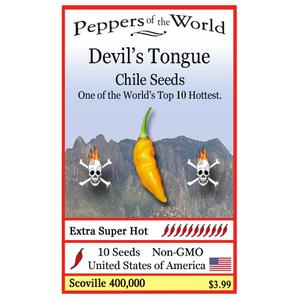 Peppers of the World
Devil's Tongue
Chile Seeds
One of the World's Top 10 Hottest.
Extra Super Hot
10 Seeds Non-GMO
United States of America
Scoville 400,000 $3.99